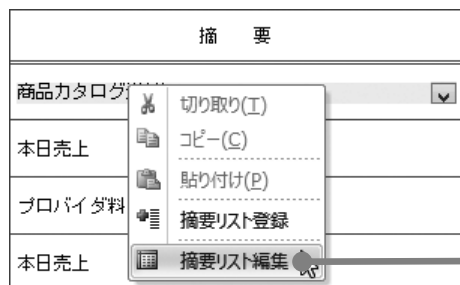 摘　要
商品カタログ
切り取り(T)
コピー(C)
本日売上
貼り付け(P)
プロバイダ料
摘要リスト登録
本日売上
摘要リスト編集